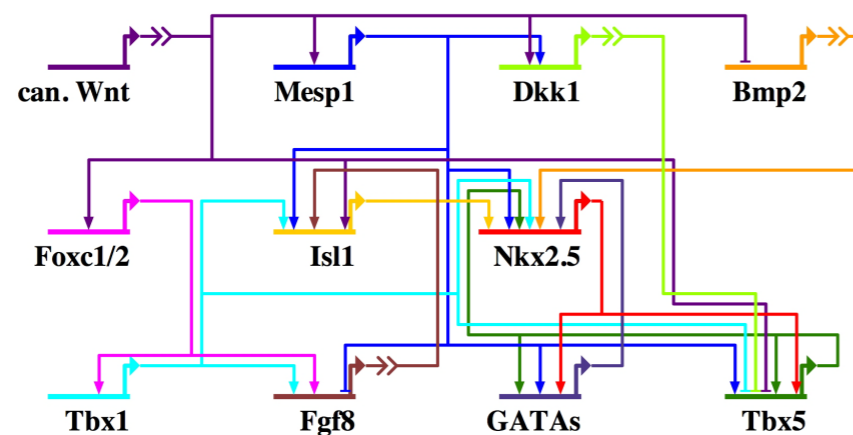 can. Wnt Mesp1 Dkk1 Bmp2
Foxc1/2 Isl1 Nkx2.5
Tbx1 Fgf8 GATAs Tbx5